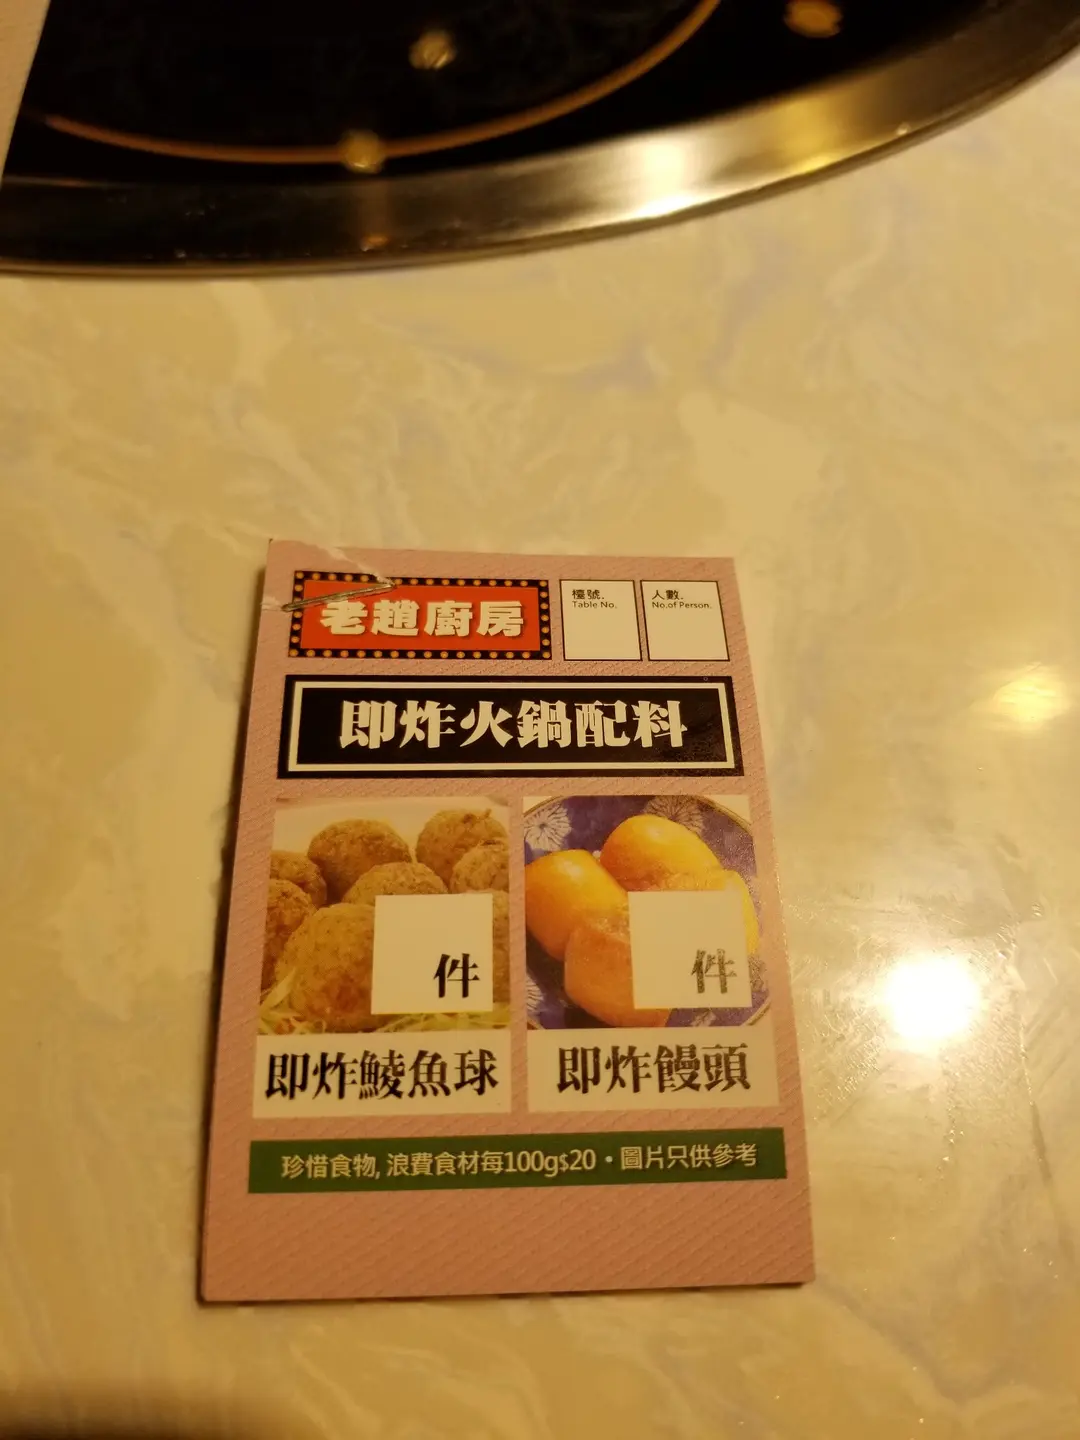 老趙廚房
檯號.
Table No.
人數.
No.of Person.
即炸火鍋配料
件
件
即炸鯪魚球
即炸饅頭
珍惜食物, 浪費食材每100g$20・圖片只供參考